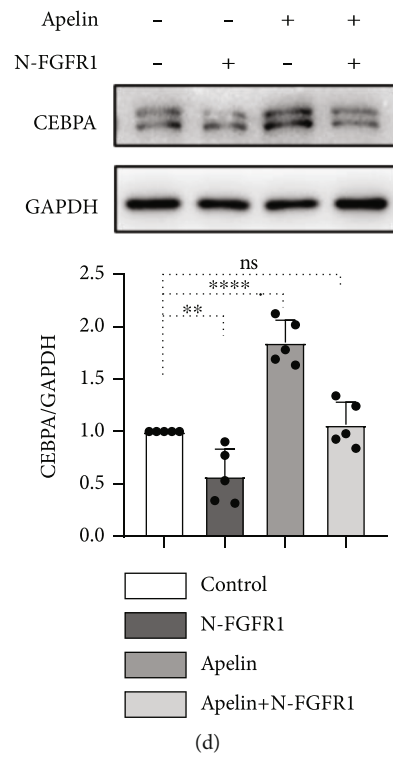 Apelin – – + +
N-FGFR1 – + – +
CEBPA
GAPDH
ns
****
**
2.5
2.0
1.5
1.0
0.5
0.0
CEBPA/GAPDH
Control
N-FGFR1
Apelin
Apelin+N-FGFR1
(d)